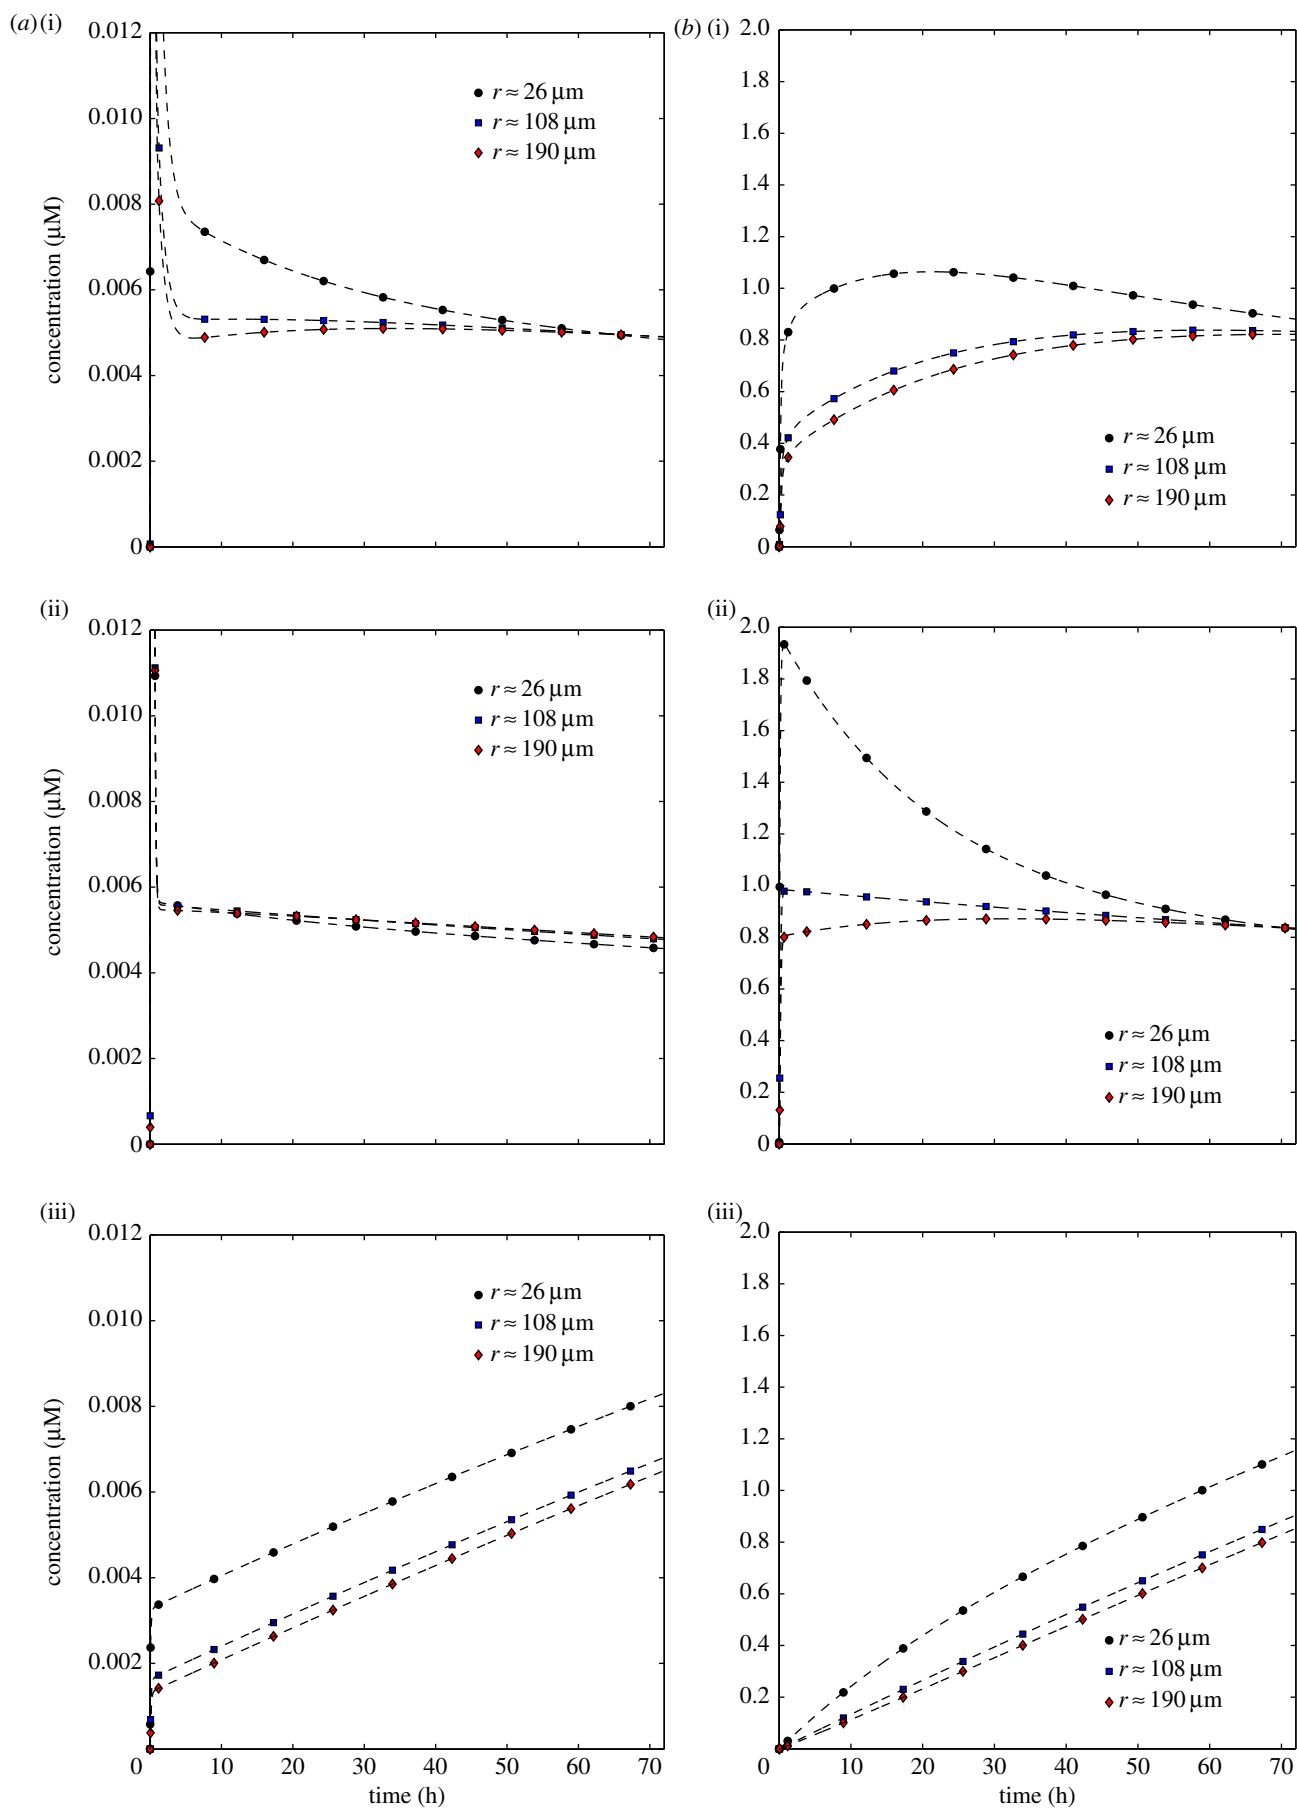 (a)(i)
0.012
0.010
0.008
0.006
0.004
0.002
0
concentration (µM)
r ≈ 26 µm
r ≈ 108 µm
r ≈ 190 µm
(b) (i)
2.0
1.8
1.6
1.4
1.2
1.0
0.8
0.6
0.4
0.2
0
r ≈ 26 µm
r ≈ 108 µm
r ≈ 190 µm
(ii)
0.012
0.010
0.008
0.006
0.004
0.002
0
concentration (µM)
r ≈ 26 µm
r ≈ 108 µm
r ≈ 190 µm
(ii)
2.0
1.8
1.6
1.4
1.2
1.0
0.8
0.6
0.4
0.2
0
r ≈ 26 µm
r ≈ 108 µm
r ≈ 190 µm
(iii)
0.012
0.010
0.008
0.006
0.004
0.002
concentration (µM)
r ≈ 26 µm
r ≈ 108 µm
r ≈ 190 µm
0 10 20 30 40 50 60 70
time (h)
(iii)
2.0
1.8
1.6
1.4
1.2
1.0
0.8
0.6
0.4
0.2
r ≈ 26 µm
r ≈ 108 µm
r ≈ 190 µm
0 10 20 30 40 50 60 70
time (h)